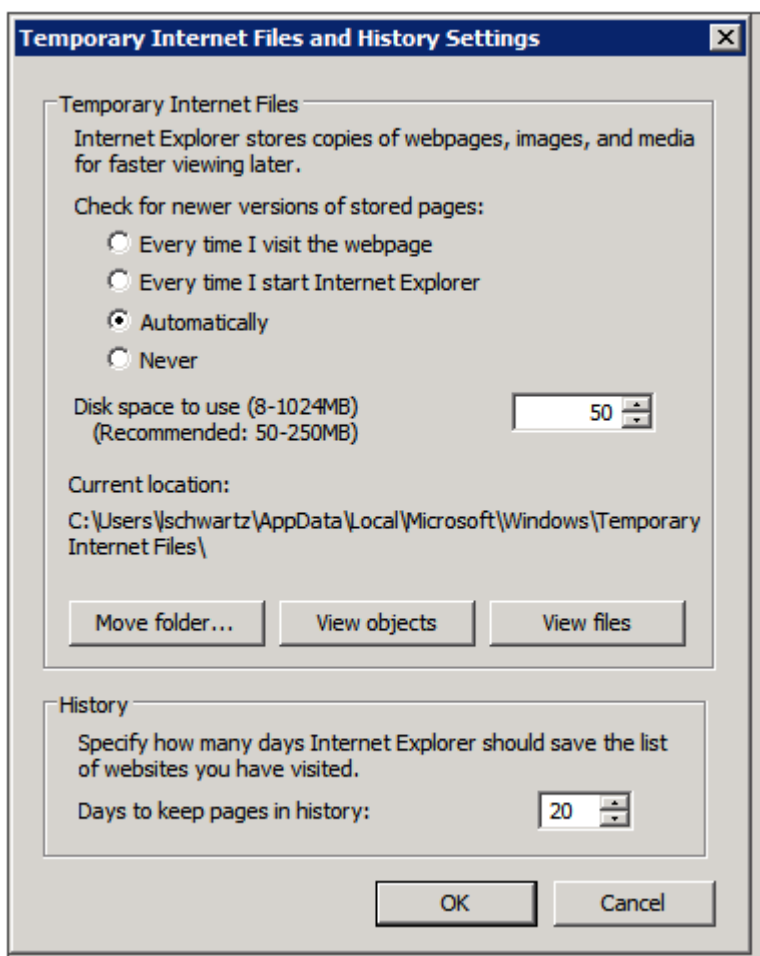 Temporary Internet Files and History Settings
Temporary Internet Files
Internet Explorer stores copies of webpages, images, and media
for faster viewing later.
Check for newer versions of stored pages:
Every time I visit the webpage
Every time I start Internet Explorer
Automatically
Never
Disk space to use (8-1024MB)
50
(Recommended: 50-250MB)
Current location:
C:\Users\lschwartz\AppData\Local\Microsoft\Windows\Temporary
Internet Files\
Move folder... View objects View files
History
Specify how many days Internet Explorer should save the list
of websites you have visited.
Days to keep pages in history: 20
OK Cancel